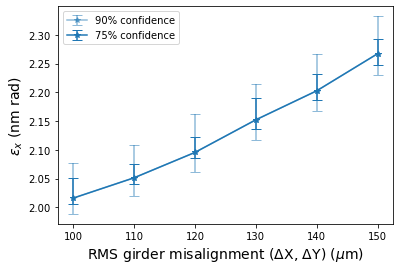 90% confidence
75% confidence
2.30
2.25
2.20
2.15
2.10
2.05
2.00
εx (nm rad)
100 110 120 130 140 150
RMS girder misalignment (ΔX, ΔY) (μm)